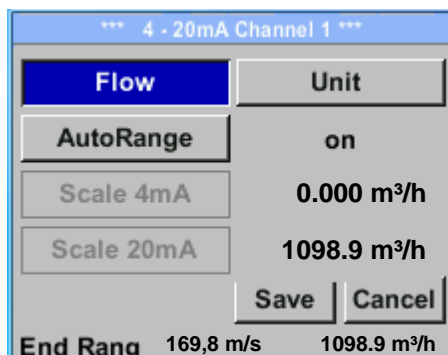 *** 4 - 20mA Channel 1 ***
Flow Unit
AutoRange on
Scale 4mA 0.000 m³/h
Scale 20mA 1098.9 m³/h
Save Cancel
End Rang 169,8 m/s 1098.9 m³/h